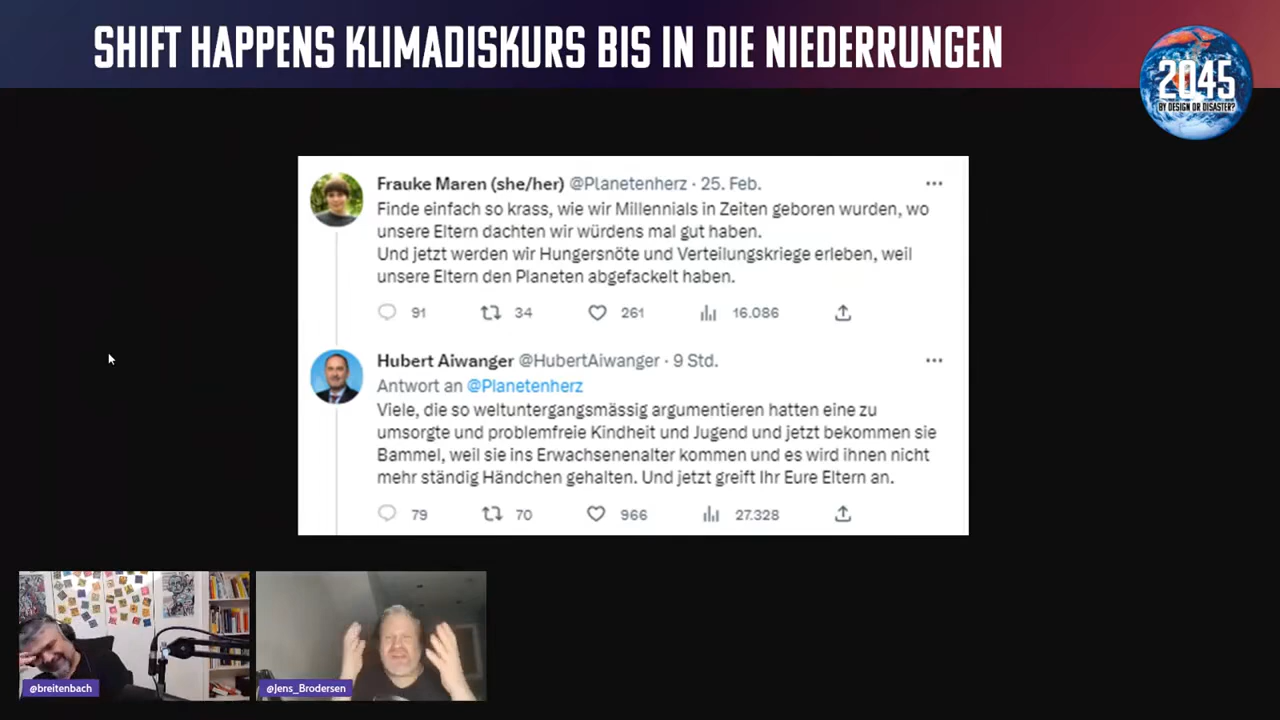 SHIFT HAPPENS KLIMADISKURS BIS IN DIE NIEDERRUNGEN
2045
BY DESIGN OR DISASTER?
Frauke Maren (she/her) @Planetenherz · 25. Feb.
Finde einfach so krass, wie wir Millennials in Zeiten geboren wurden, wo
unsere Eltern dachten wir würdens mal gut haben.
Und jetzt werden wir Hungersnöte und Verteilungskriege erleben, weil
unsere Eltern den Planeten abgefackelt haben.
91 34 261 16.086
Hubert Aiwanger @HubertAiwanger · 9 Std.
Antwort an @Planetenherz
Viele, die so weltuntergangsmässig argumentieren hatten eine zu
umsorgte und problemfreie Kindheit und Jugend und jetzt bekommen sie
Bammel, weil sie ins Erwachsenenalter kommen und es wird ihnen nicht
mehr ständig Händchen gehalten. Und jetzt greift Ihr Eure Eltern an.
79 70 966 27.328
@breitenbach
@Jens_Brodersen